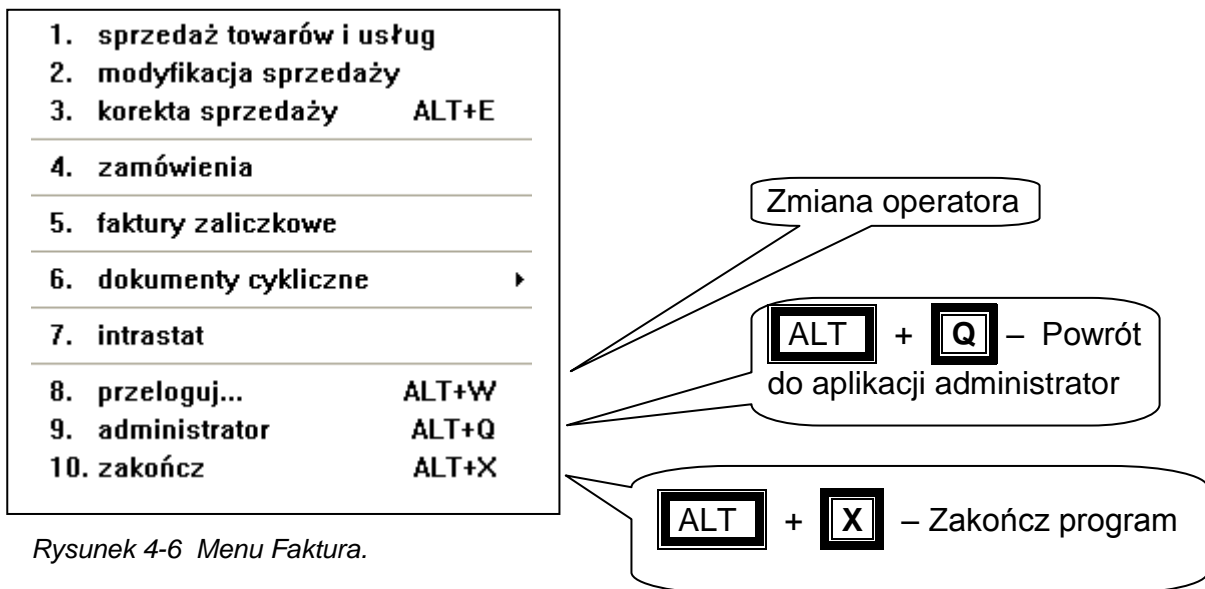 1. sprzedaż towarów i usług
2. modyfikacja sprzedaży
3. korekta sprzedaży ALT+E
4. zamówienia
5. faktury zaliczkowe
6. dokumenty cykliczne
7. intrastat
8. przeloguj... ALT+W
9. administrator ALT+Q
10. zakończ ALT+X
Zmiana operatora
ALT + Q – Powrót
do aplikacji administrator
ALT + X – Zakończ program
Rysunek 4-6 Menu Faktura.